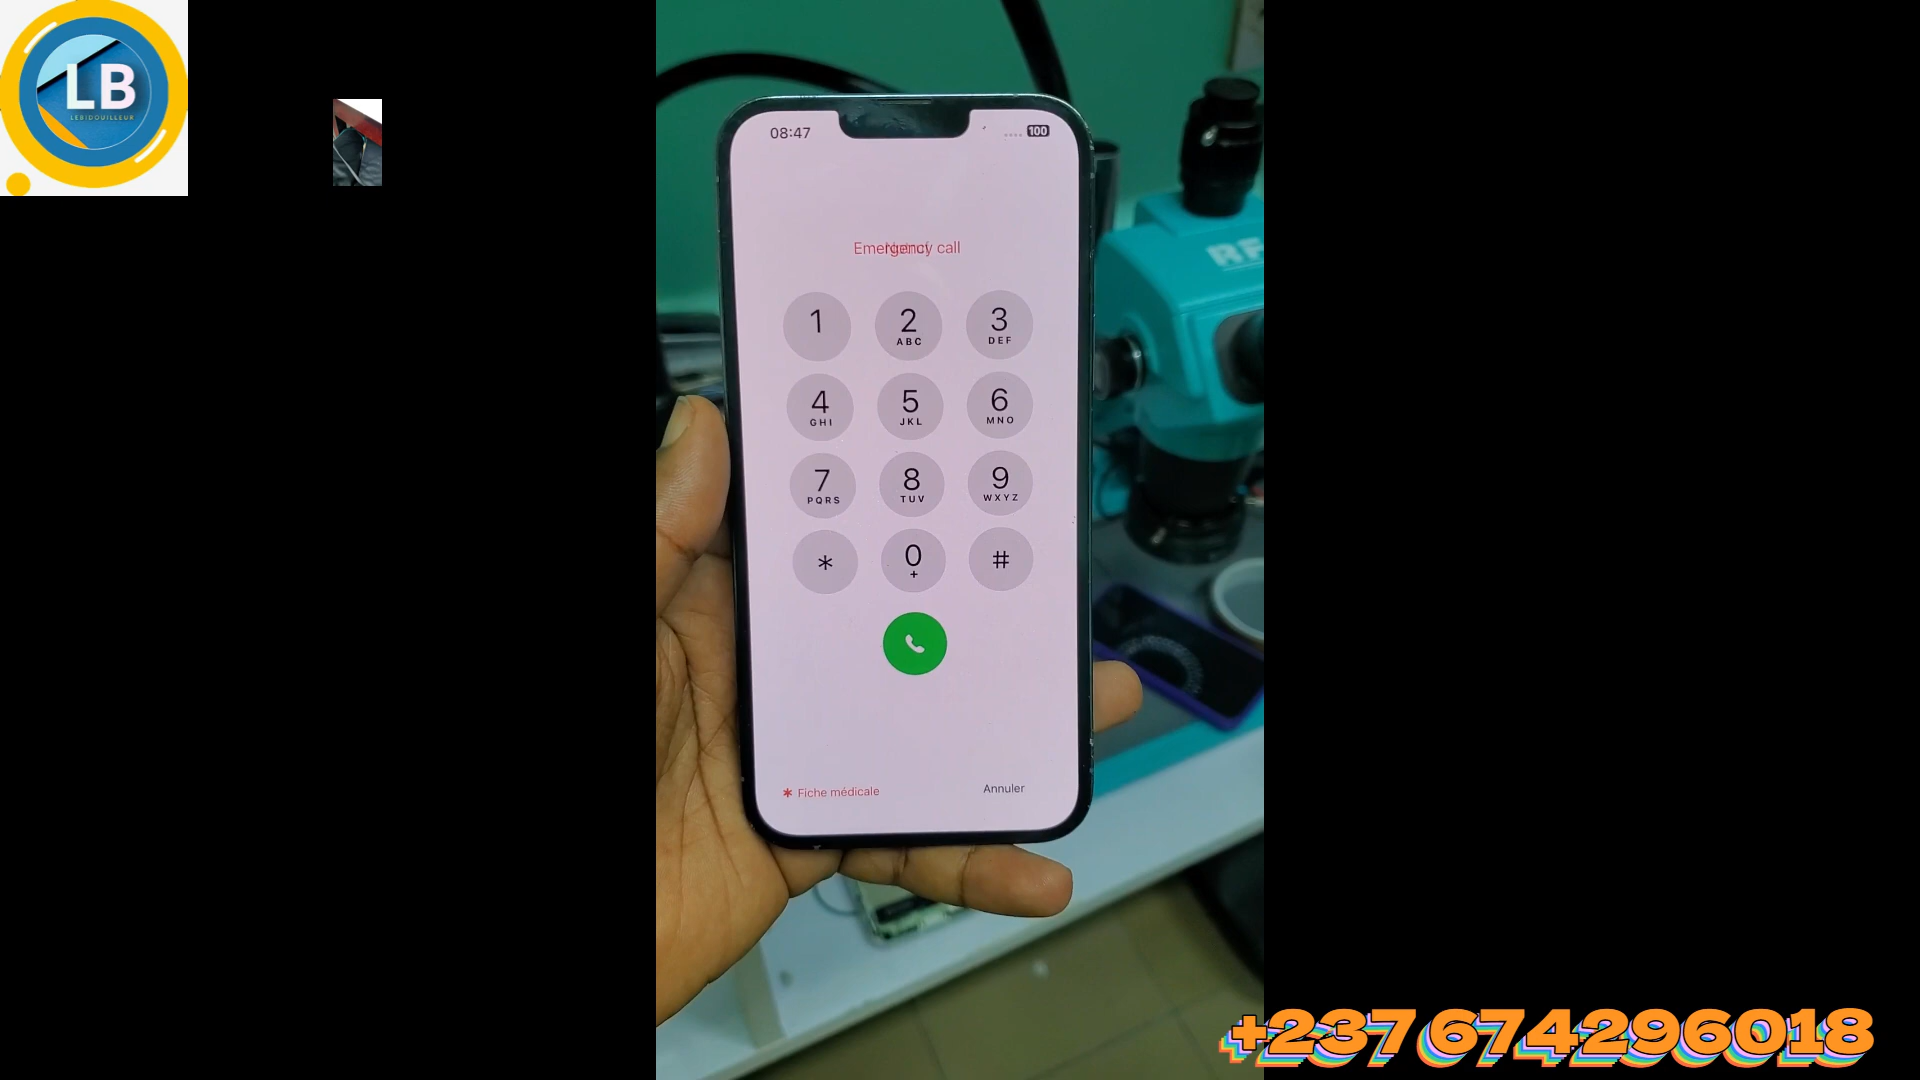 LB
LEBIDOUILLEUR
08:47
100
Emergency call
1
2
ABC
3
DEF
4
GHI
5
JKL
6
MNO
7
PQRS
8
TUV
9
WXYZ
*
0
+
#
Fiche médicale
Annuler
+237 674296018